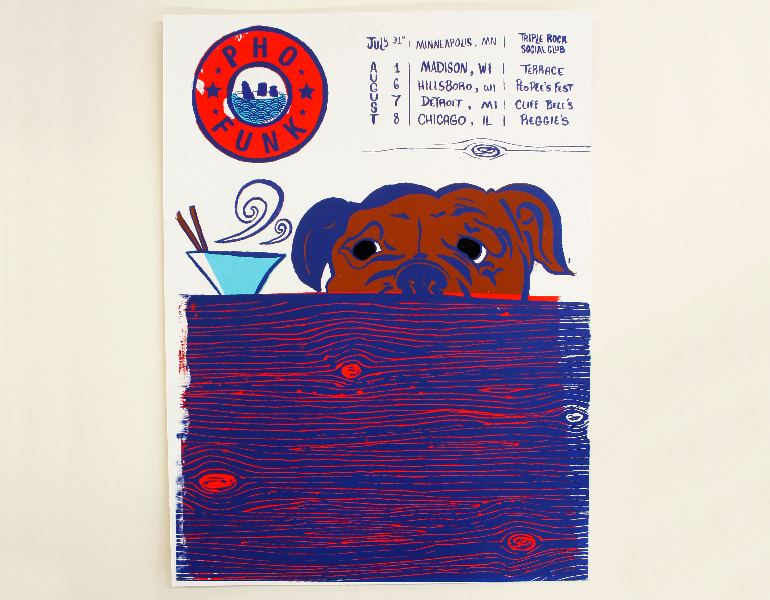 PHO
FUNK
JULY 31ST | MINNEAPOLIS, MN | TRIPLE ROCK SOCIAL CLUB
AUGUST
1 | MADISON, WI | TERRACE
6 | HILLSBORO, WI | PEOPLE'S FEST
7 | DETROIT, MI | CLIFF BELL'S
8 | CHICAGO, IL | REGGIE'S